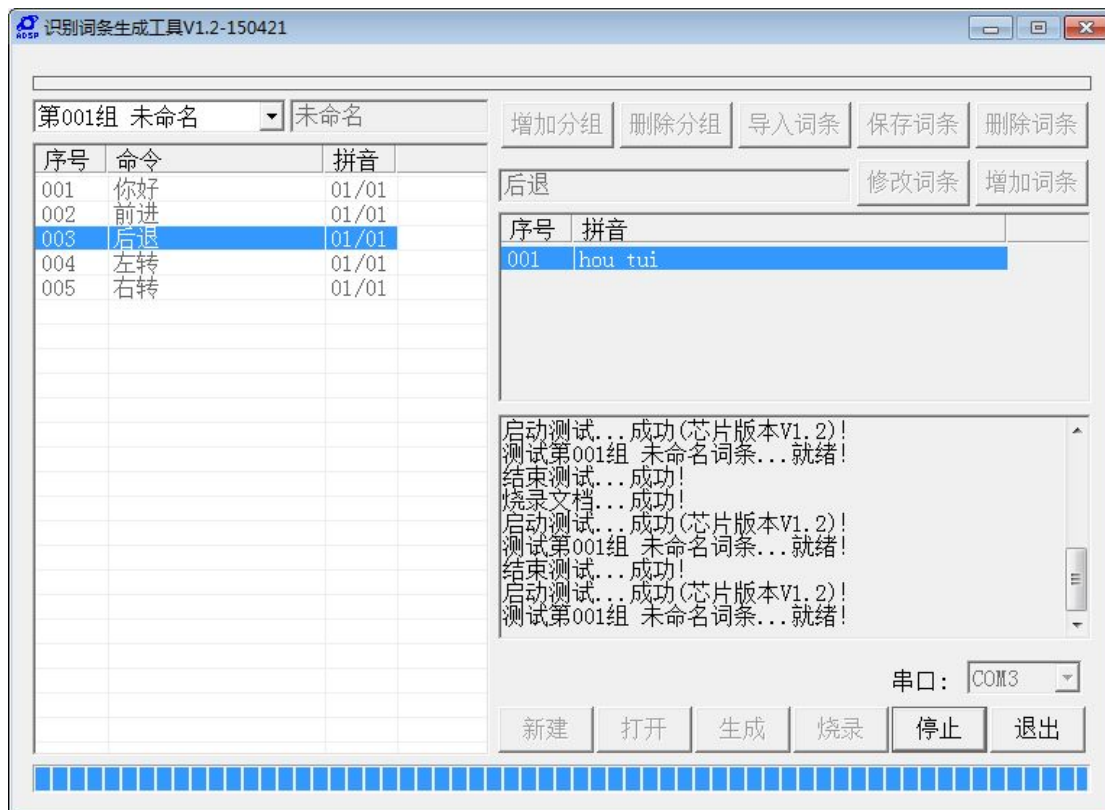 ADSP 识别词条生成工具V1.2-150421
第001组 未命名 未命名
增加分组 删除分组 导入词条 保存词条 删除词条
序号 命令 拼音
001 你好 01/01
002 前进 01/01
003 后退 01/01
004 左转 01/01
005 右转 01/01
后退 修改词条 增加词条
序号 拼音
001 hou tui
启动测试...成功(芯片版本V1.2)!
测试第001组 未命名词条...就绪!
结束测试...成功!
烧录文档...成功!
启动测试...成功(芯片版本V1.2)!
测试第001组 未命名词条...就绪!
结束测试...成功!
启动测试...成功(芯片版本V1.2)!
测试第001组 未命名词条...就绪!
串口: COM3
新建 打开 生成 烧录 停止 退出